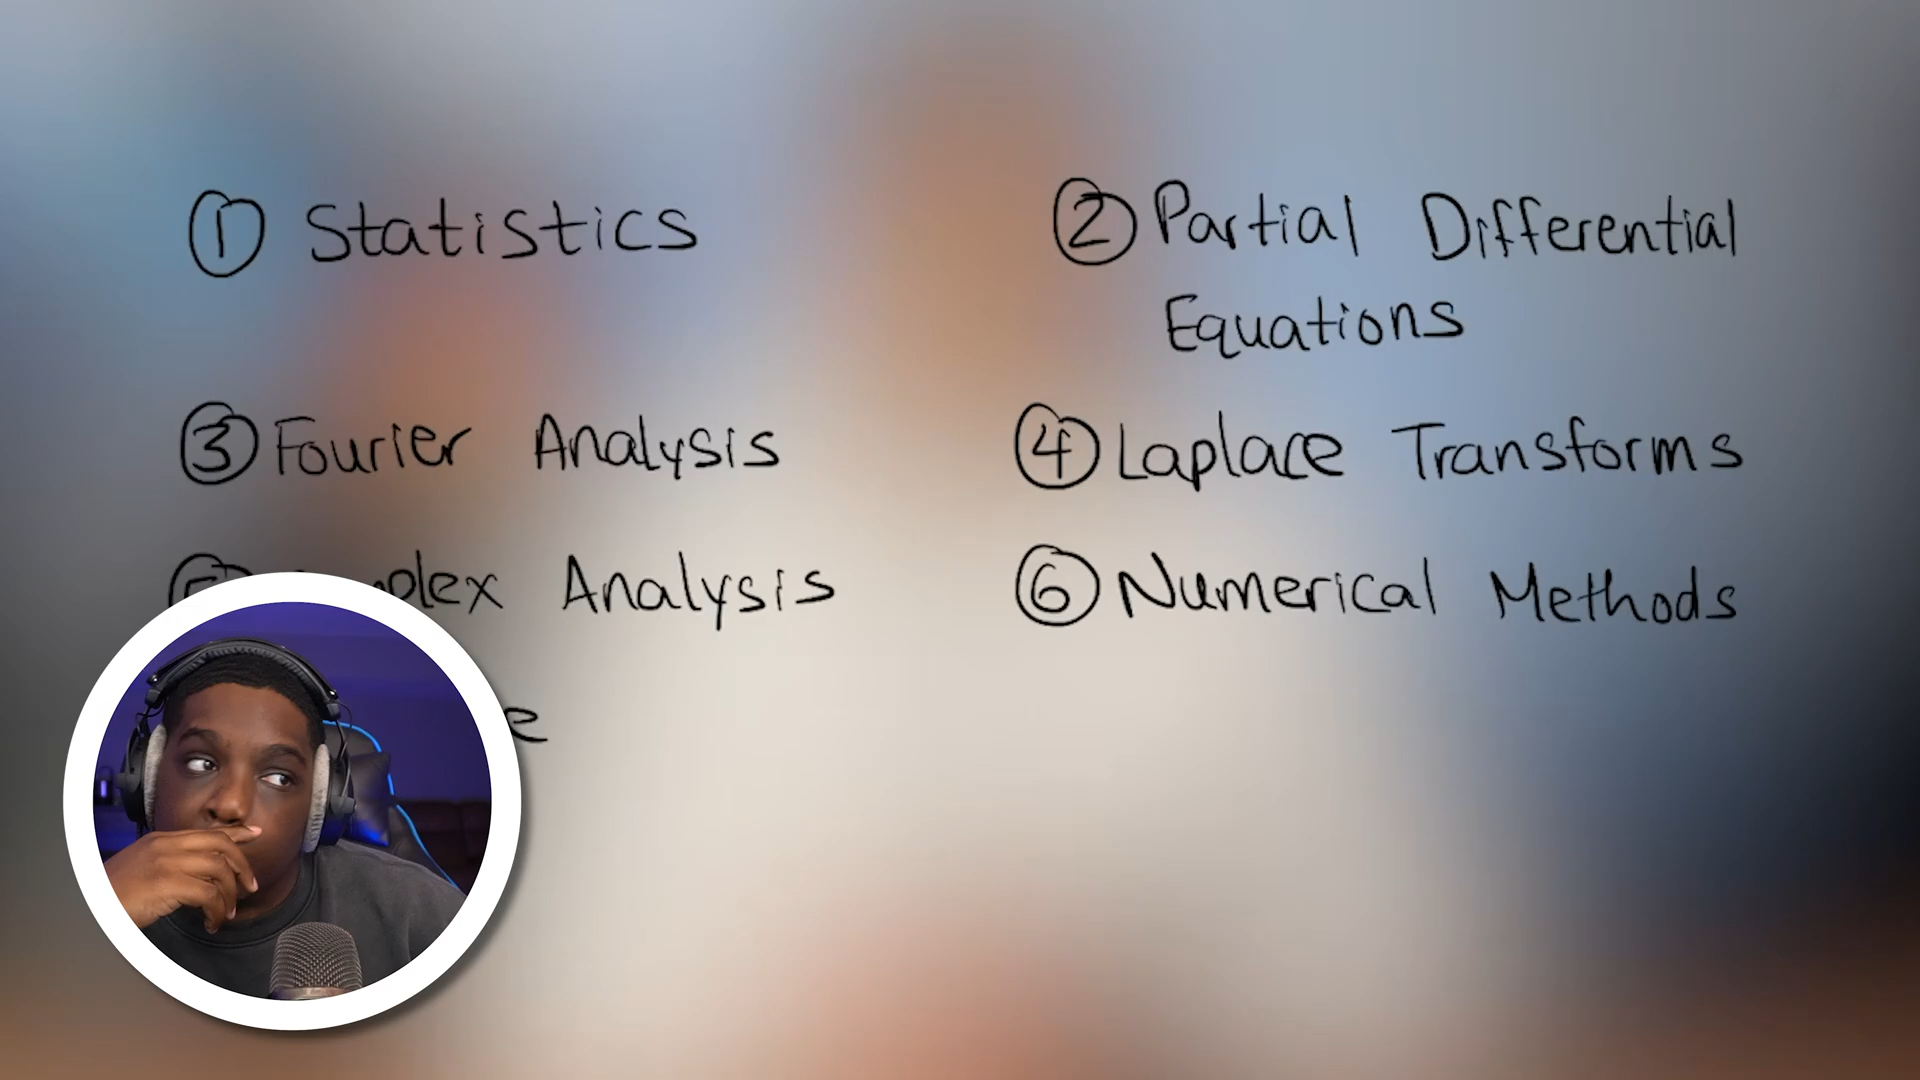 ① Statistics
② Partial Differential
Equations
③ Fourier Analysis
④ Laplace Transforms
Analysis
⑥ Numerical Methods